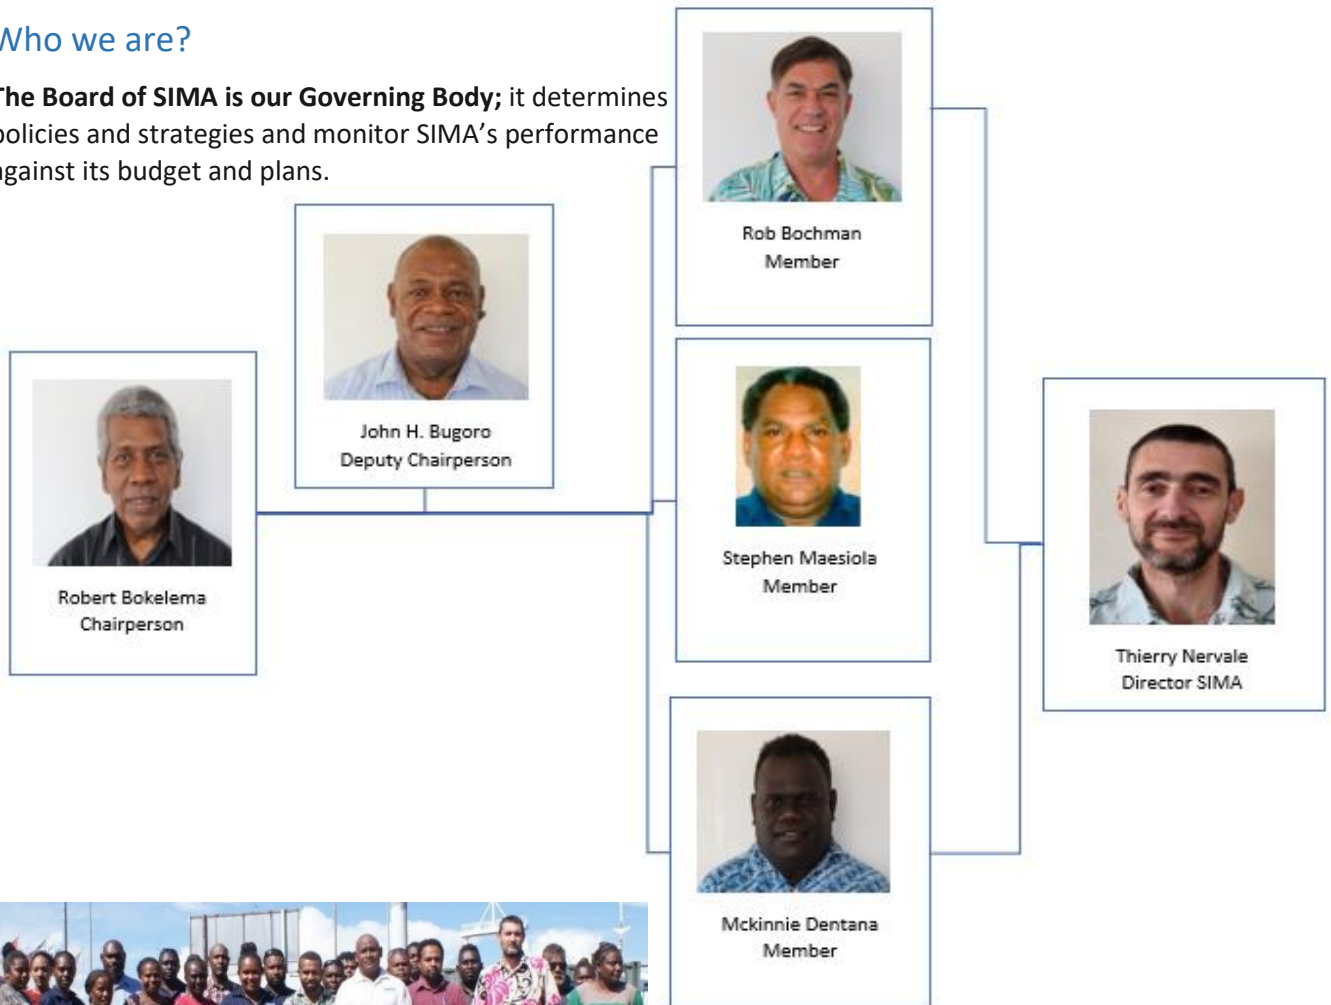 Who we are?
The Board of SIMA is our Governing Body; it determines
policies and strategies and monitor SIMA's performance
against its budget and plans.
Rob Bochman
Member
John H. Bugoro
Deputy Chairperson
Robert Bokelema
Chairperson
Stephen Maesiola
Member
Thierry Nervale
Director SIMA
Mckinnie Dentana
Member